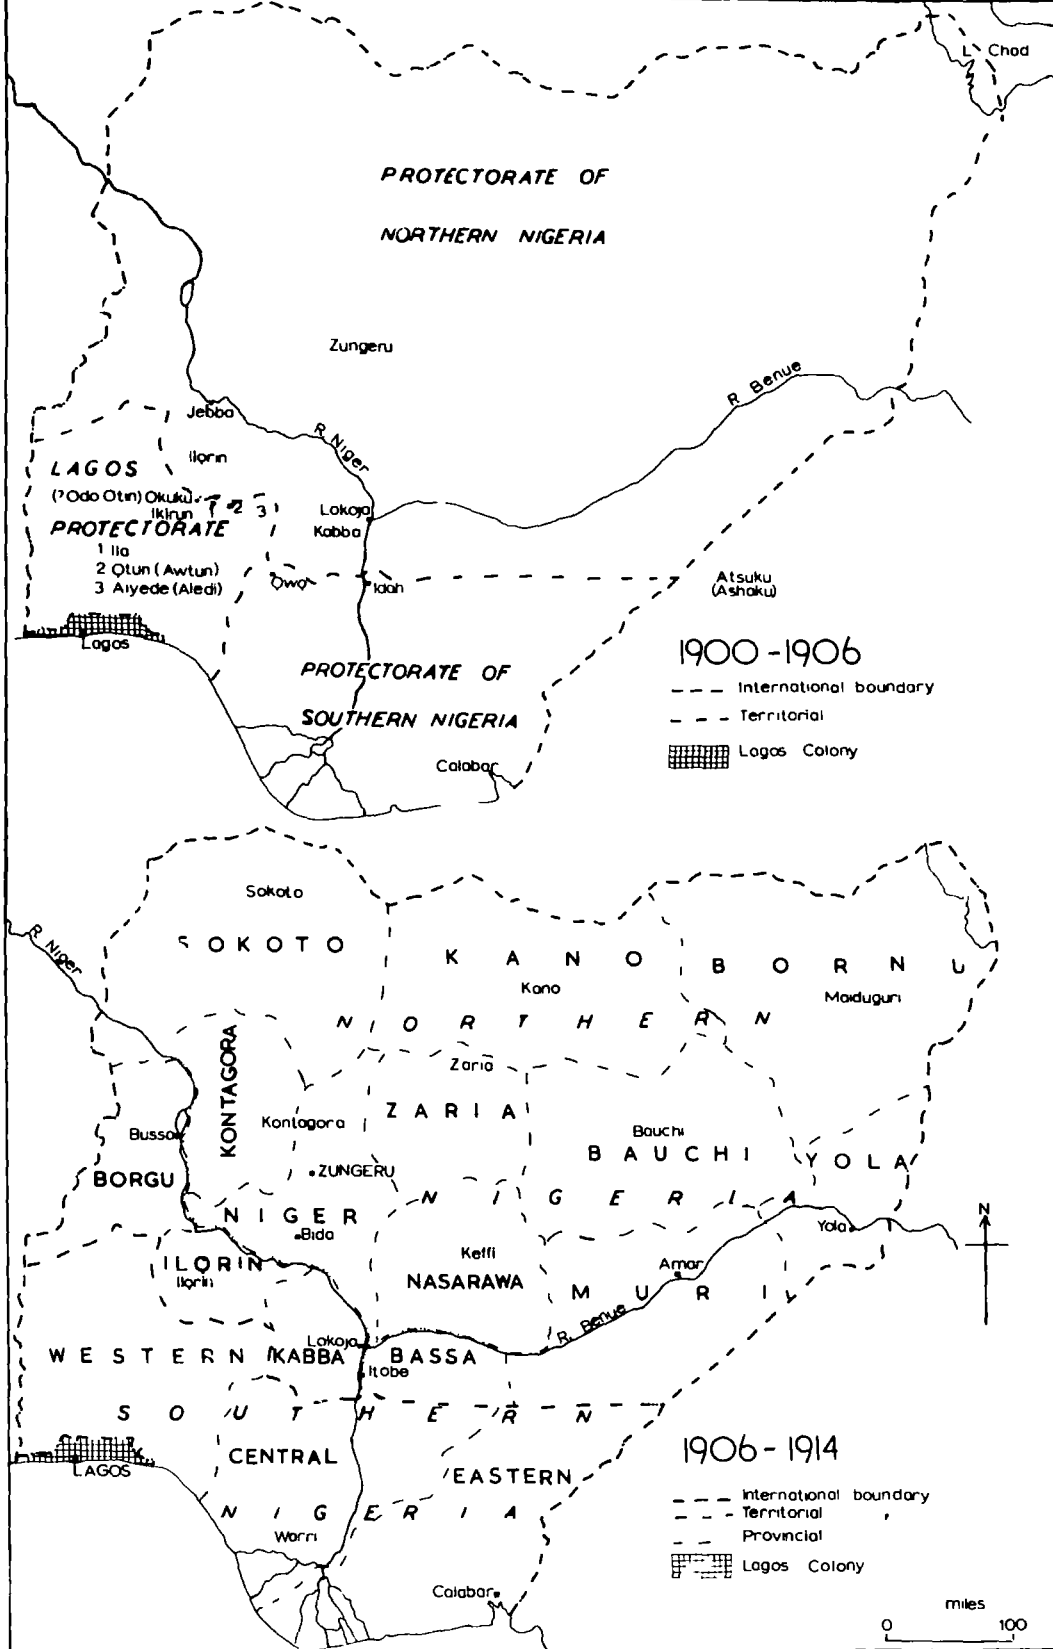 L. Chad
PROTECTORATE OF
NORTHERN NIGERIA
Zungeru
R Benue
Jebba
R Niger
Ilorin
LAGOS
(?Odo Otin) Okuku
Ikirun 1 2 3
PROTECTORATE
1 Ila
2 Ọtun (Awtun)
3 Aiyede (Aiedi)
Lokoja
Kabba
Ọwọ
Idah
Atsuku
(Ashaku)
Lagos
PROTECTORATE OF
SOUTHERN NIGERIA
Calabar
1900-1906
International boundary
Territorial
Lagos Colony
Sokoto
SOKOTO
R Niger
KANO
Kano
BORNU
Maiduguri
NORTHERN
KONTAGORA
Zaria
ZARIA
Kontagora
Bussa
Bauchi
BAUCHI
YOLA
BORGU
ZUNGERU
NIGERIA
NIGER
Bida
Yola
N
ILORIN
Ilorin
Keffi
NASARAWA
Amar
MURI
R. Benue
Lokoja
WESTERN
KABBA
BASSA
Itobe
SOUTHERN
CENTRAL
EASTERN
LAGOS
NIGERIA
Warri
Calabar
1906-1914
International boundary
Territorial
Provincial
Lagos Colony
miles
0 100